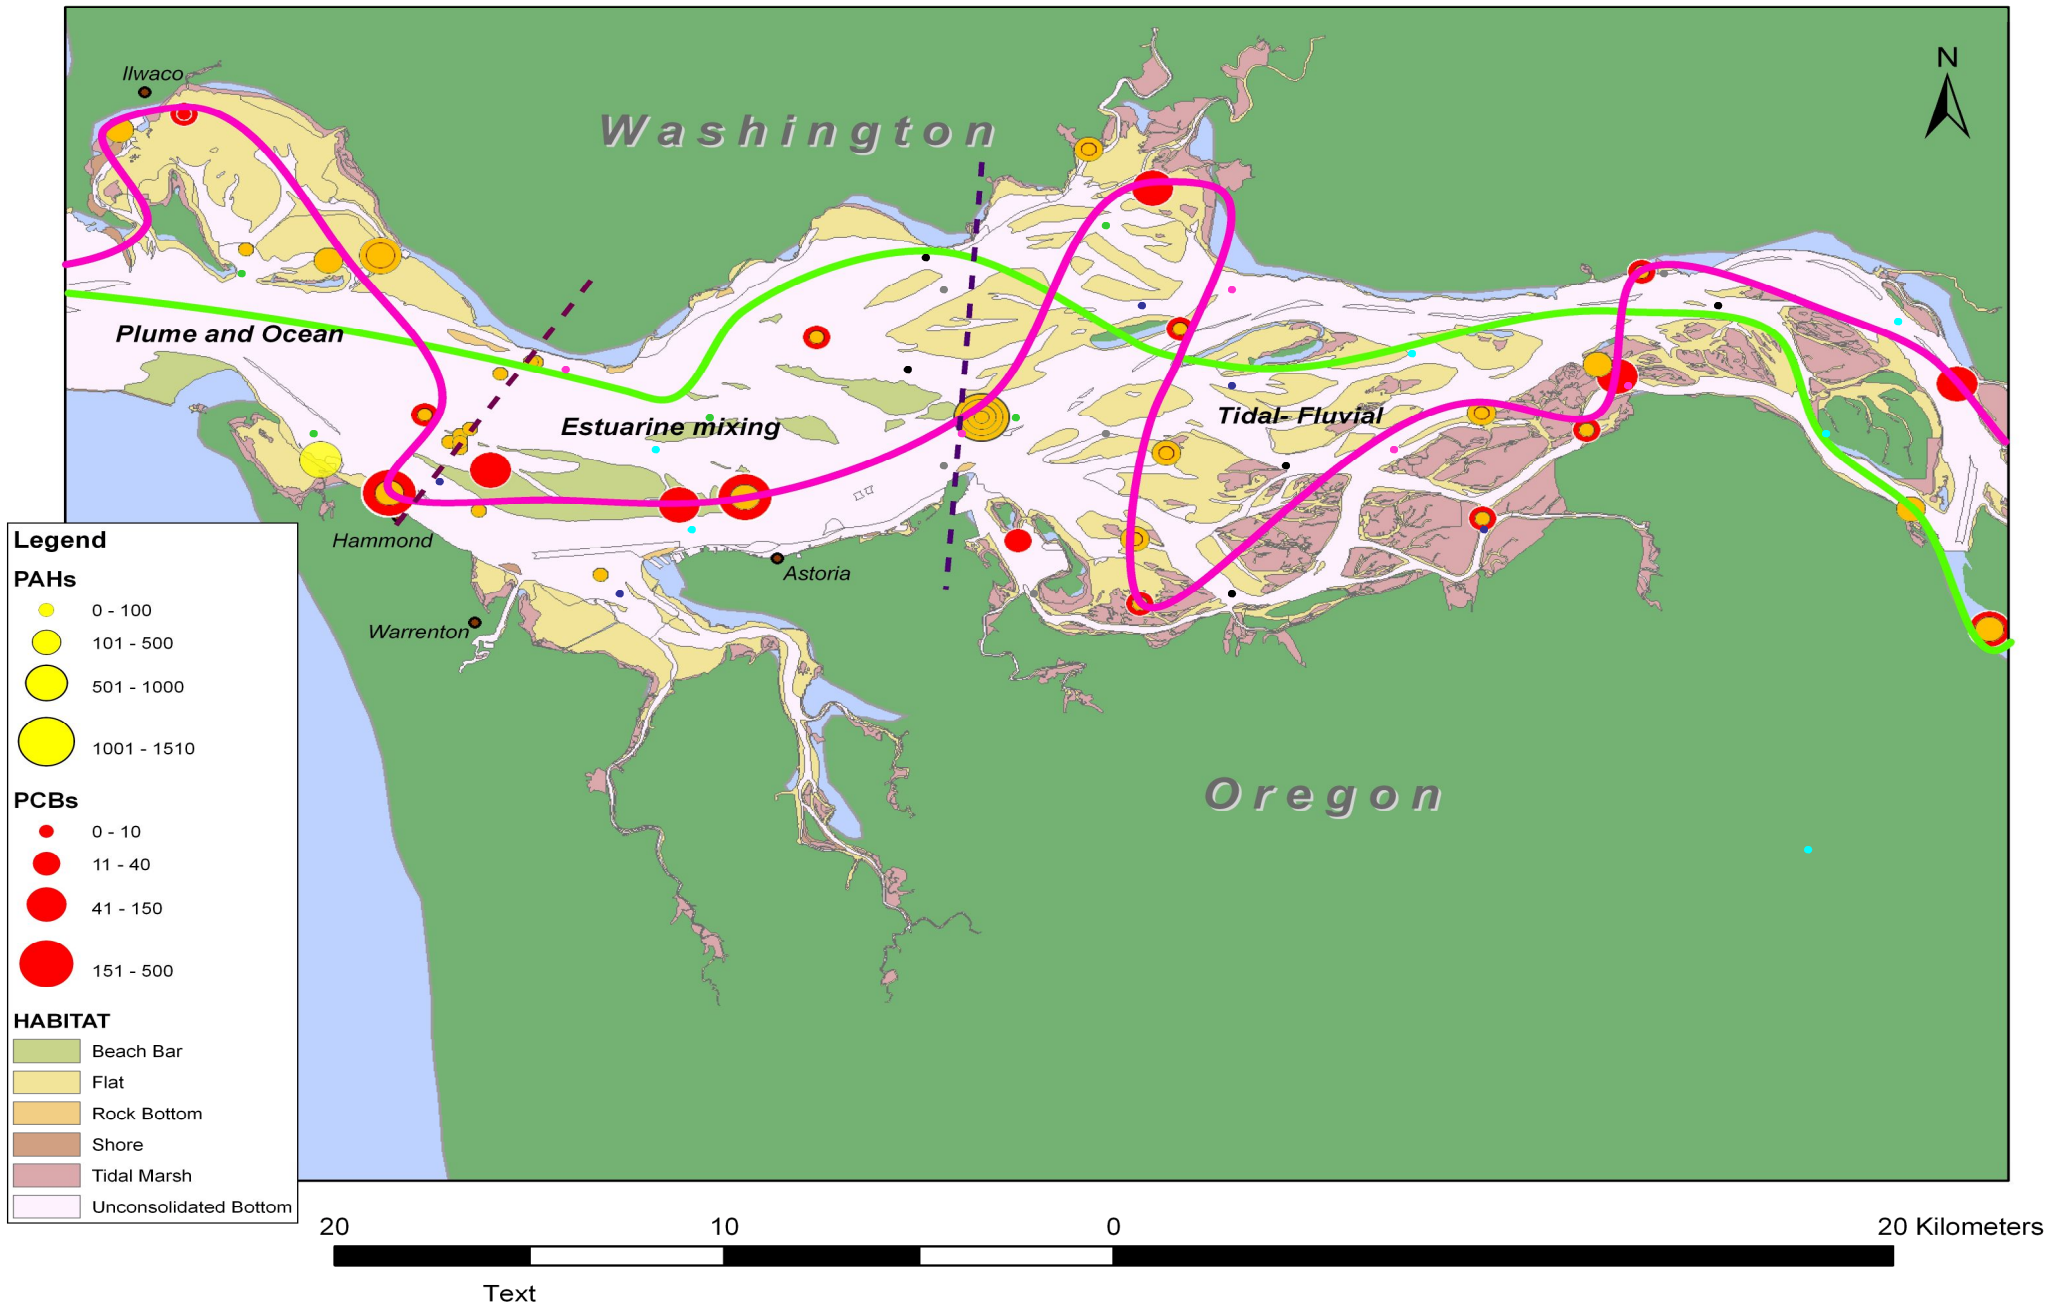 Ilwaco
N
Washington
Plume and Ocean
Estuarine mixing
Tidal- Fluvial
Hammond
Astoria
Warrenton
Oregon
Legend
PAHs
0 - 100
101 - 500
501 - 1000
1001 - 1510
PCBs
0 - 10
11 - 40
41 - 150
151 - 500
HABITAT
Beach Bar
Flat
Rock Bottom
Shore
Tidal Marsh
Unconsolidated Bottom
20 10 0 20 Kilometers
Text